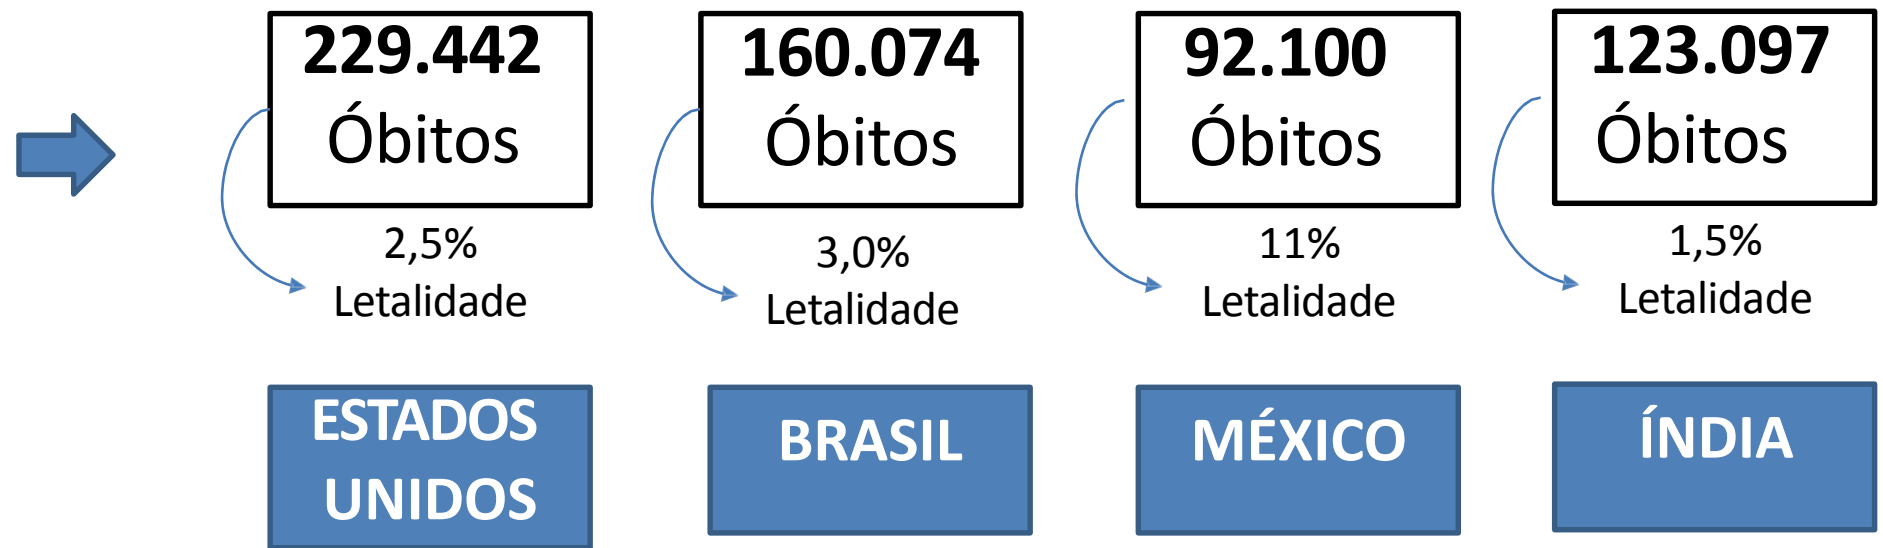 229.442
Óbitos
2,5%
Letalidade
ESTADOS
UNIDOS
160.074
Óbitos
3,0%
Letalidade
BRASIL
92.100
Óbitos
11%
Letalidade
MÉXICO
123.097
Óbitos
1,5%
Letalidade
ÍNDIA